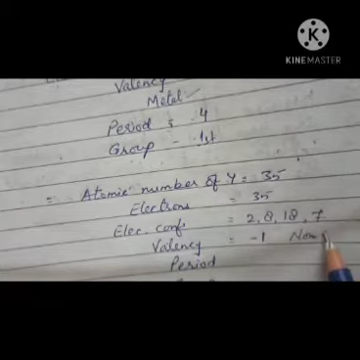 K
KINEMASTER
Valency
Metal
Period : 4
Group - 1st
= Atomic number of Y = 35
Electrons = 35
Elec. conf. = 2, 8, 18, 7
Valency = -1 Non
Period